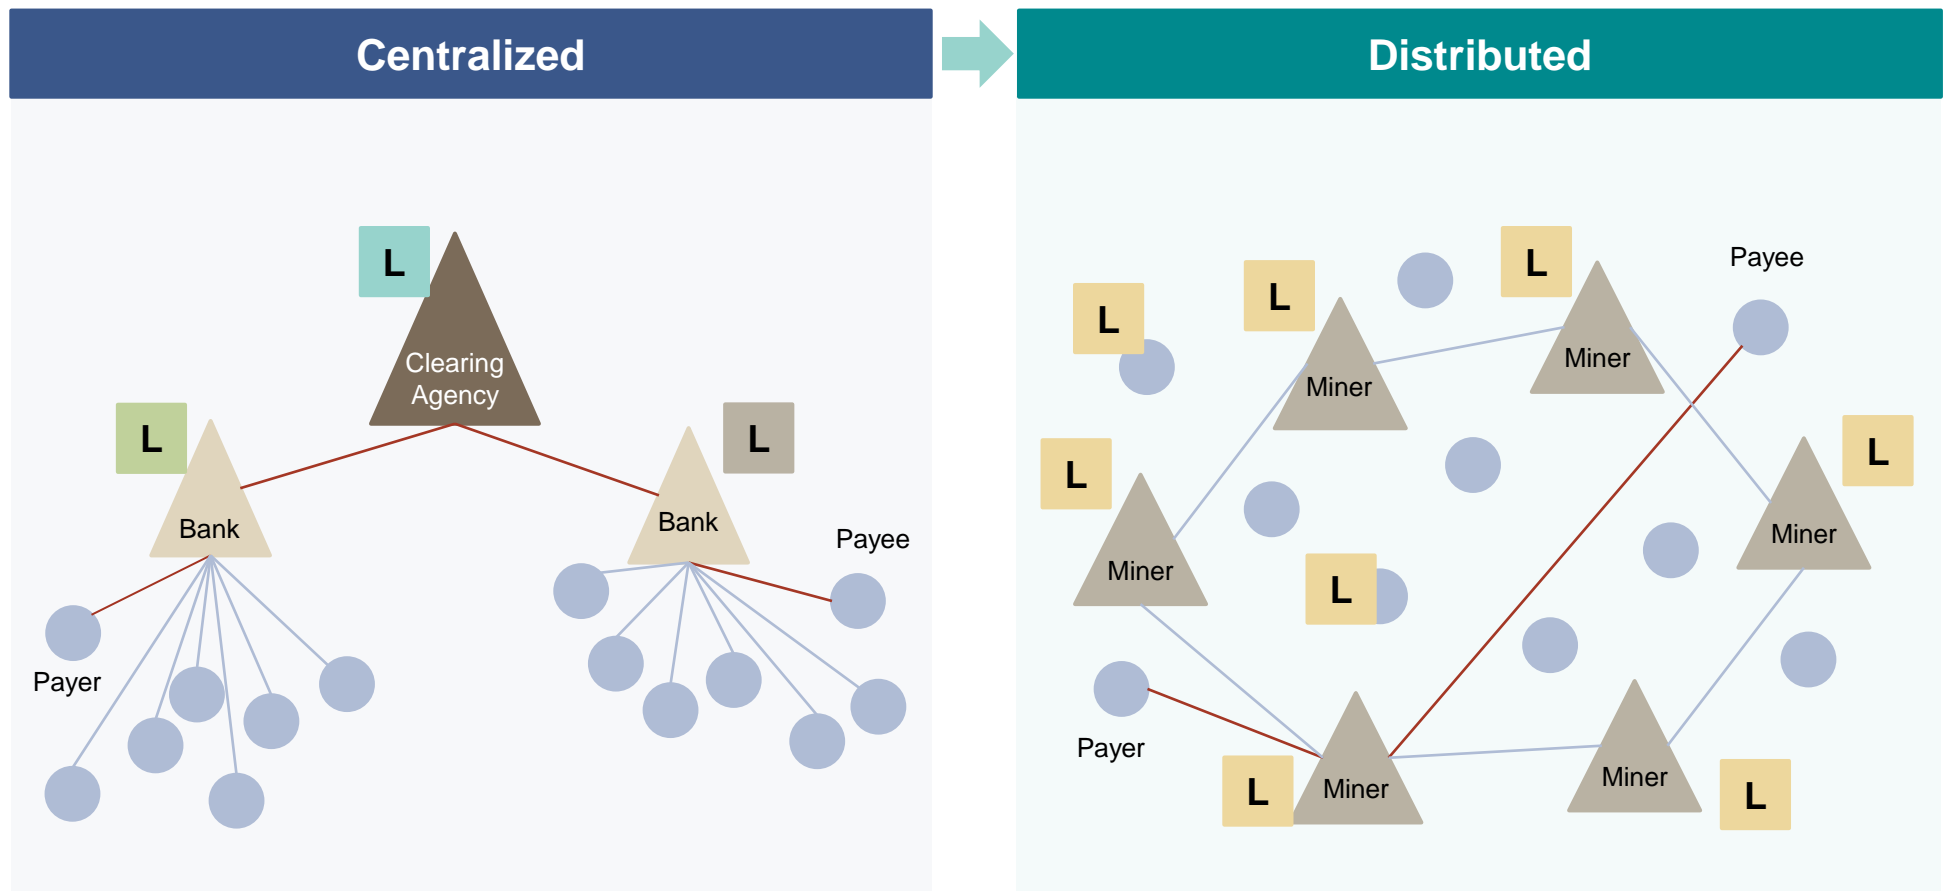 Centralized
L
Clearing
Agency
L
Bank
L
Bank
Payee
Payer
Distributed
L
L
L
Payee
Miner
Miner
L
L
Miner
Miner
L
Payer
L
Miner
Miner
L